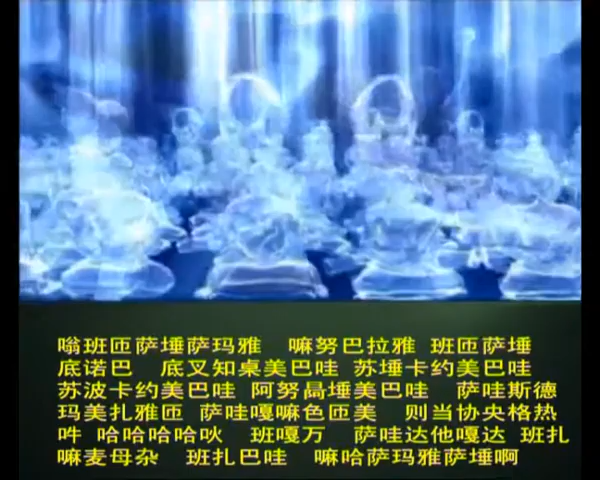 嗡班匝萨埵萨玛雅　嘛努巴拉雅 班匝萨埵
底诺巴　底叉知桌美巴哇 苏埵卡约美巴哇
苏波卡约美巴哇 阿努晑埵美巴哇　萨哇斯德
玛美扎雅匝 萨哇嘎嘛色匝美　则当协央格热
吽 哈哈哈哈吙　班嘎万　萨哇达他嘎达 班扎
嘛麦母杂　班扎巴哇　嘛哈萨玛雅萨埵啊